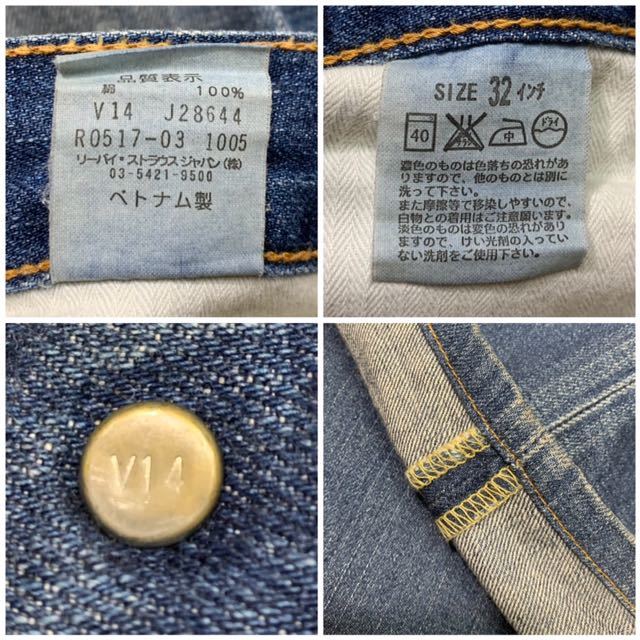 品質表示
綿 100%
V14 J28644
R0517-03 1005
リーバイ・ストラウスジャパン(株)
03-5421-9500
ベトナム製
SIZE 32インチ
40 中 ドライ
濃色のものは色落ちの恐れがあ
りますので、他のものとは別に
洗って下さい。
また摩擦等で移染しやすいので、
白物との着用はご注意願います。
淡色のものは変色の恐れがあり
ますので、けい光剤の入ってい
ない洗剤をご使用下さい。
V14